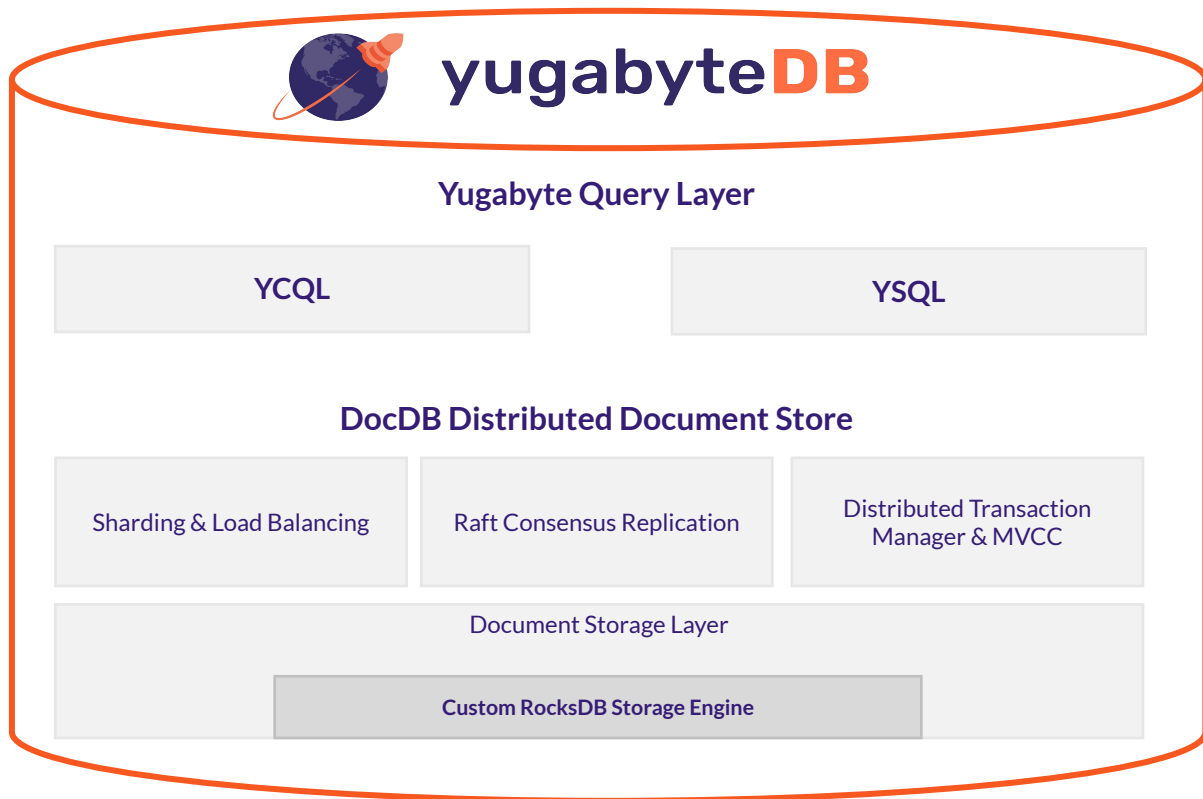 yugabyteDB
Yugabyte Query Layer
YCQL
YSQL
DocDB Distributed Document Store
Sharding & Load Balancing
Raft Consensus Replication
Distributed Transaction
Manager & MVCC
Document Storage Layer
Custom RocksDB Storage Engine